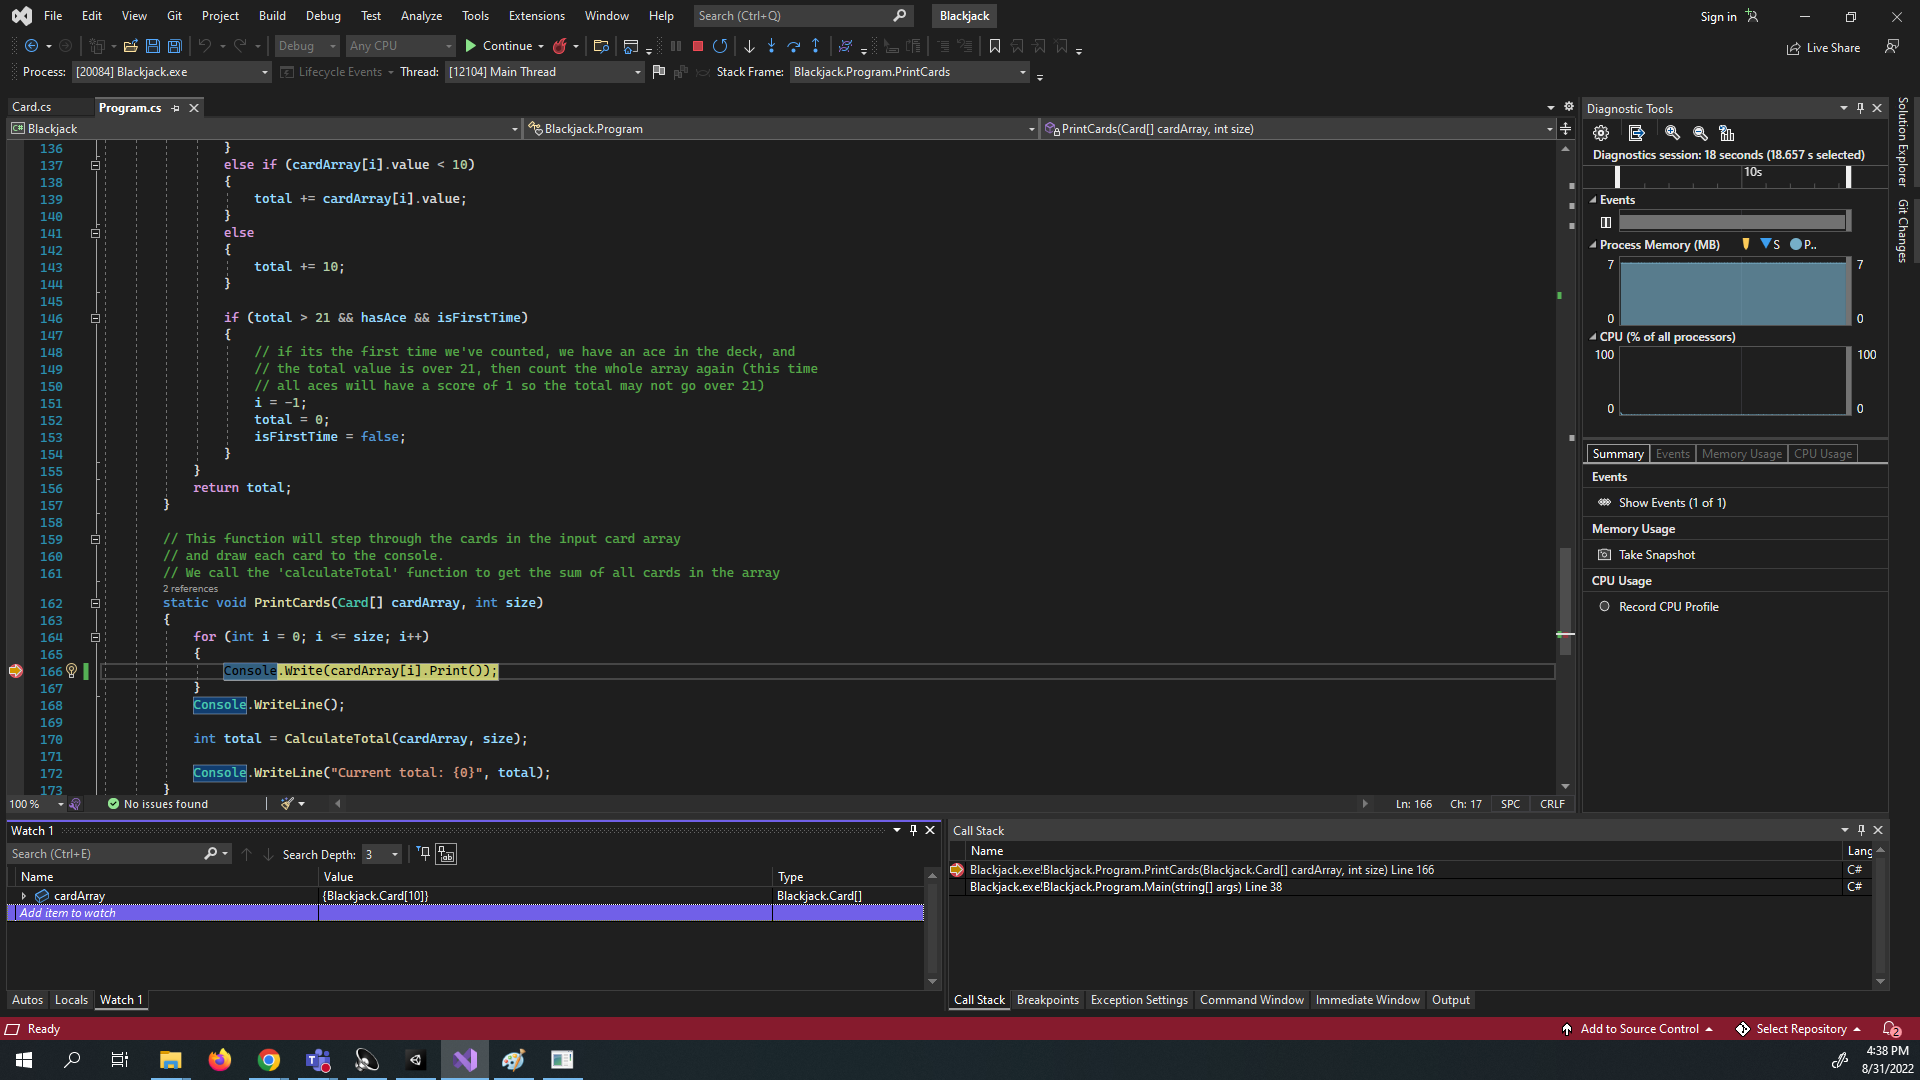 File Edit View Git Project Build Debug Test Analyze Tools Extensions Window Help Search (Ctrl+Q) Blackjack Sign in
Debug Any CPU Continue Live Share
Process: [20084] Blackjack.exe Lifecycle Events Thread: [12104] Main Thread Stack Frame: Blackjack.Program.PrintCards
Card.cs Program.cs
Blackjack Blackjack.Program PrintCards(Card[] cardArray, int size)
136 }
137 else if (cardArray[i].value < 10)
138 {
139 total += cardArray[i].value;
140 }
141 else
142 {
143 total += 10;
144 }
145
146 if (total > 21 && hasAce && isFirstTime)
147 {
148 // if its the first time we've counted, we have an ace in the deck, and
149 // the total value is over 21, then count the whole array again (this time
150 // all aces will have a score of 1 so the total may not go over 21)
151 i = -1;
152 total = 0;
153 isFirstTime = false;
154 }
155 }
156 return total;
157 }
158
159 // This function will step through the cards in the input card array
160 // and draw each card to the console.
161 // We call the 'calculateTotal' function to get the sum of all cards in the array
2 references
162 static void PrintCards(Card[] cardArray, int size)
163 {
164 for (int i = 0; i <= size; i++)
165 {
166 Console.Write(cardArray[i].Print());
167 }
168 Console.WriteLine();
169
170 int total = CalculateTotal(cardArray, size);
171
172 Console.WriteLine("Current total: {0}", total);
173 }
100 % No issues found Ln: 166 Ch: 17 SPC CRLF
Diagnostic Tools
Diagnostics session: 18 seconds (18.657 s selected)
10s
Events
Process Memory (MB) S P..
7 7
0 0
CPU (% of all processors)
100 100
0 0
Summary Events Memory Usage CPU Usage
Events
Show Events (1 of 1)
Memory Usage
Take Snapshot
CPU Usage
Record CPU Profile
Solution Explorer
Git Changes
Watch 1
Search (Ctrl+E) Search Depth: 3
Name Value Type
cardArray {Blackjack.Card[10]} Blackjack.Card[]
Add item to watch
Autos Locals Watch 1
Call Stack
Name Lang
Blackjack.exe!Blackjack.Program.PrintCards(Blackjack.Card[] cardArray, int size) Line 166 C#
Blackjack.exe!Blackjack.Program.Main(string[] args) Line 38 C#
Call Stack Breakpoints Exception Settings Command Window Immediate Window Output
Ready Add to Source Control Select Repository 2
4:38 PM
8/31/2022